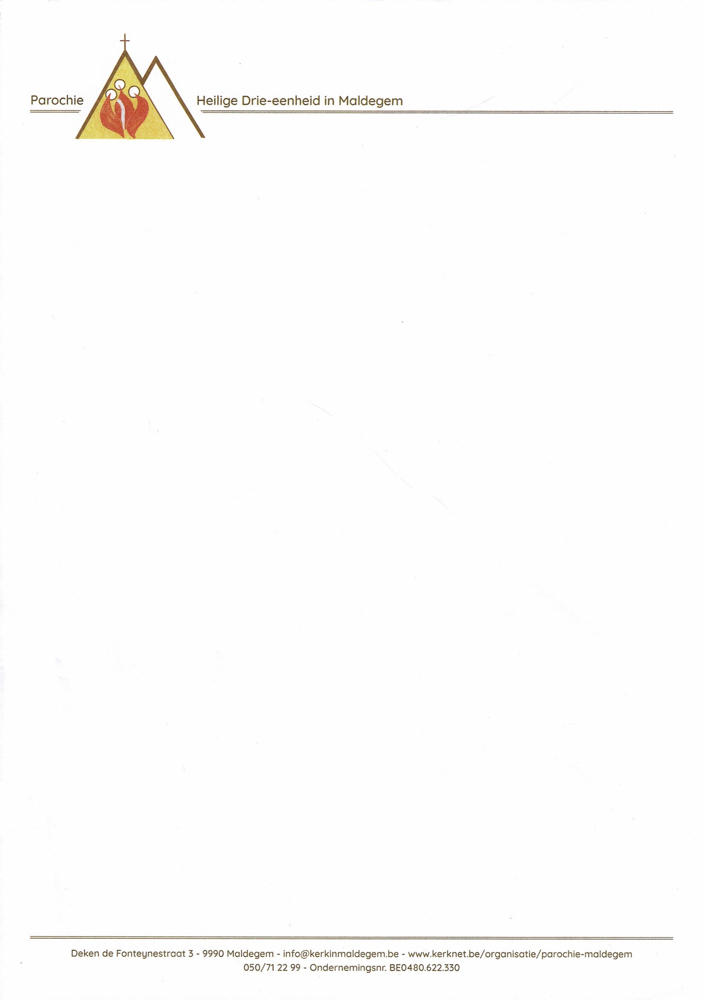 Parochie Heilige Drie-eenheid in Maldegem
Deken de Fonteynestraat 3 - 9990 Maldegem - info@kerkinmaldegem.be - www.kerknet.be/organisatie/parochie-maldegem
050/71 22 99 - Ondernemingsnr. BE0480.622.330